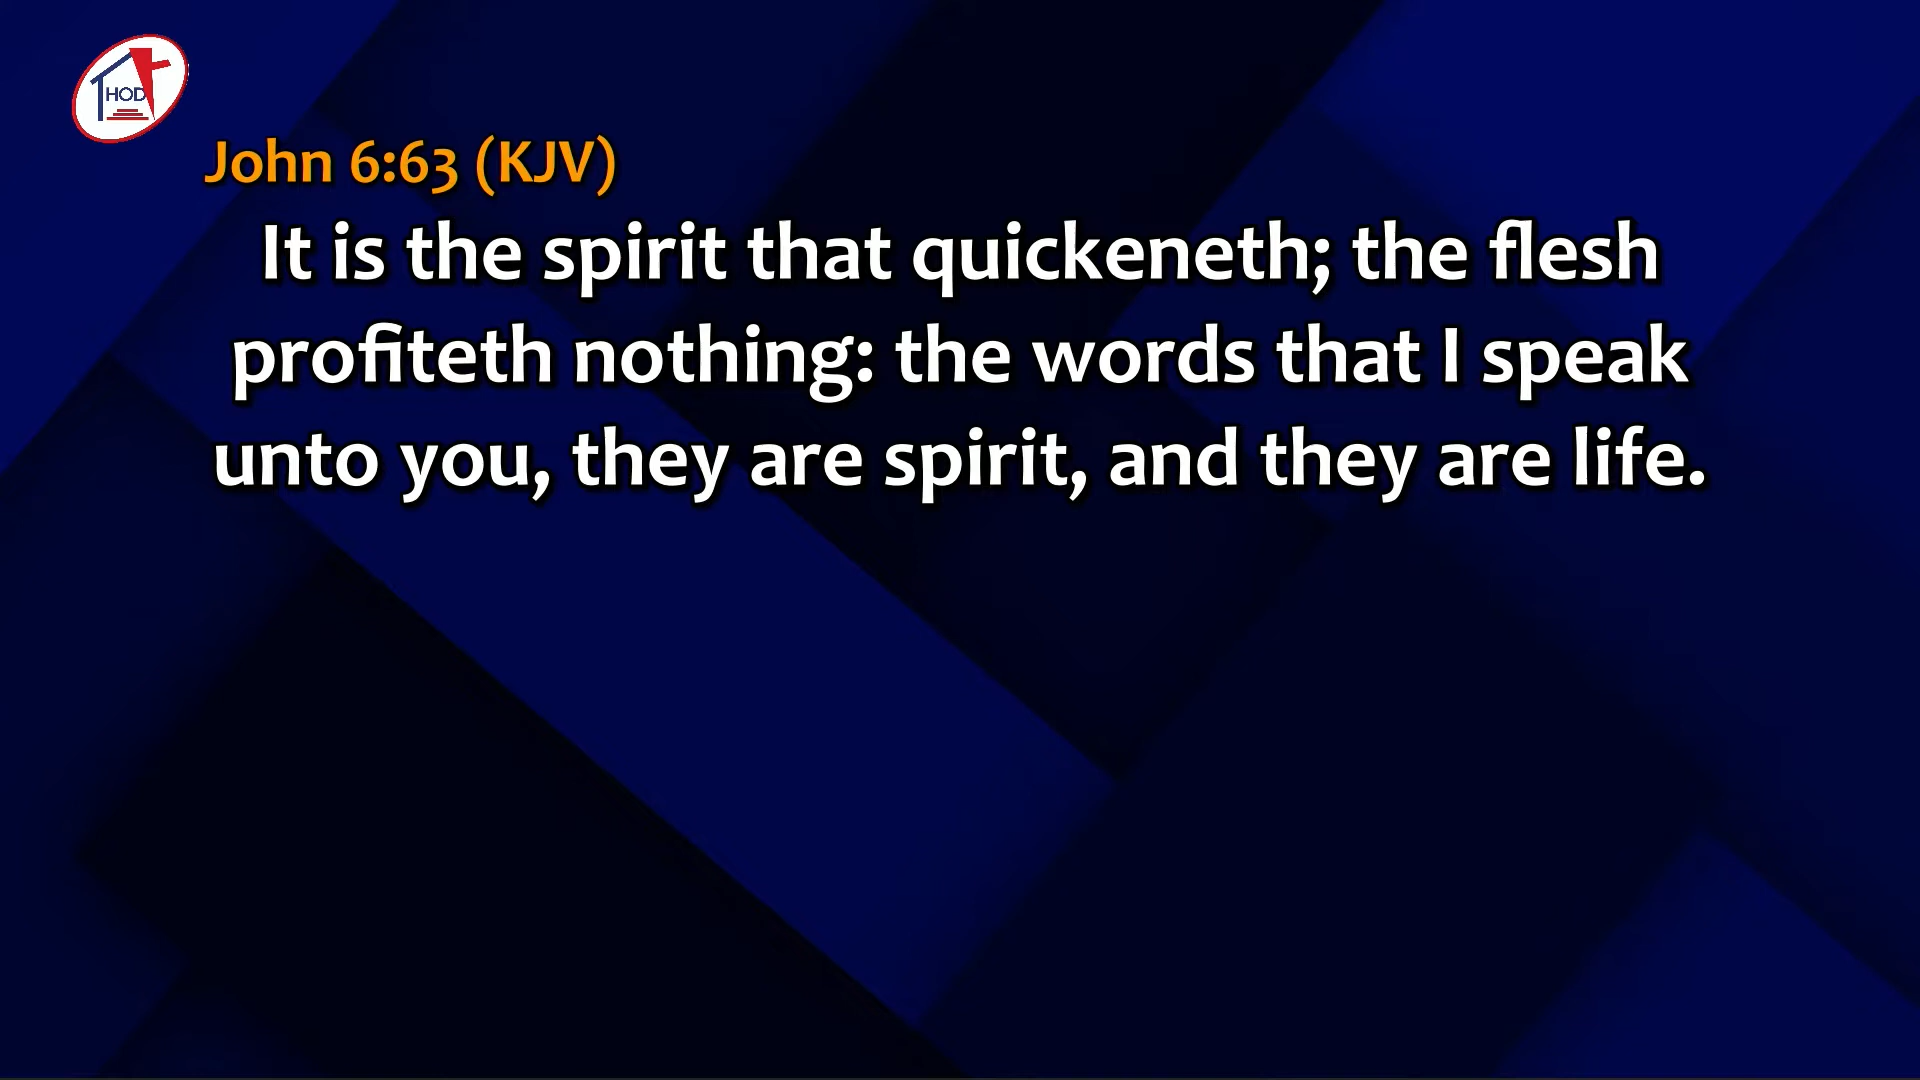 HOD
John 6:63 (KJV)
It is the spirit that quickeneth; the flesh
profiteth nothing: the words that I speak
unto you, they are spirit, and they are life.